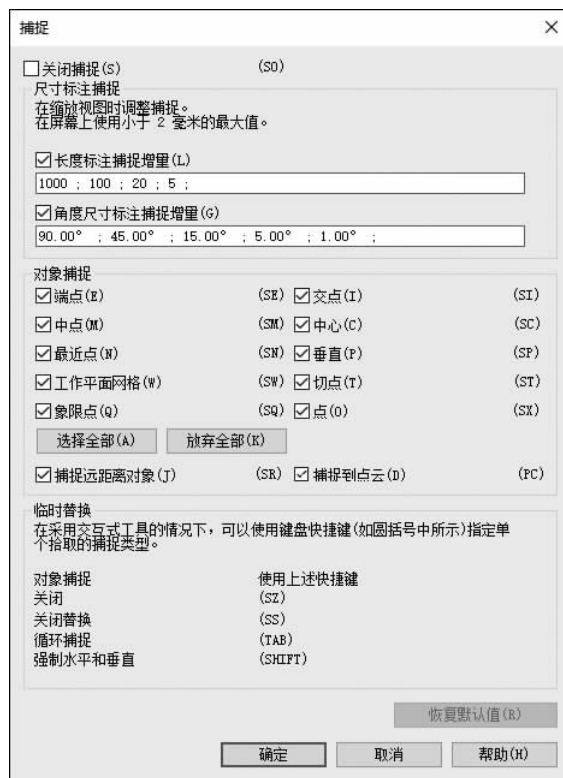 捕捉
关闭捕捉(S) (SO)
尺寸标注捕捉
在缩放视图时调整捕捉。
在屏幕上使用小于 2 毫米的最大值。
长度标注捕捉增量(L)
1000 ; 100 ; 20 ; 5 ;
角度尺寸标注捕捉增量(G)
90.00° ; 45.00° ; 15.00° ; 5.00° ; 1.00° ;
对象捕捉
端点(E) (SE) 交点(I) (SI)
中点(M) (SM) 中心(C) (SC)
最近点(N) (SN) 垂直(P) (SP)
工作平面网格(W) (SW) 切点(T) (ST)
象限点(Q) (SQ) 点(O) (SX)
选择全部(A) 放弃全部(K)
捕捉远距离对象(J) (SR) 捕捉到点云(D) (PC)
临时替换
在采用交互式工具的情况下，可以使用键盘快捷键(如圆括号中所示)指定单
个拾取的捕捉类型。
对象捕捉 使用上述快捷键
关闭 (SZ)
关闭替换 (SS)
循环捕捉 (TAB)
强制水平和垂直 (SHIFT)
恢复默认值(R)
确定 取消 帮助(H)